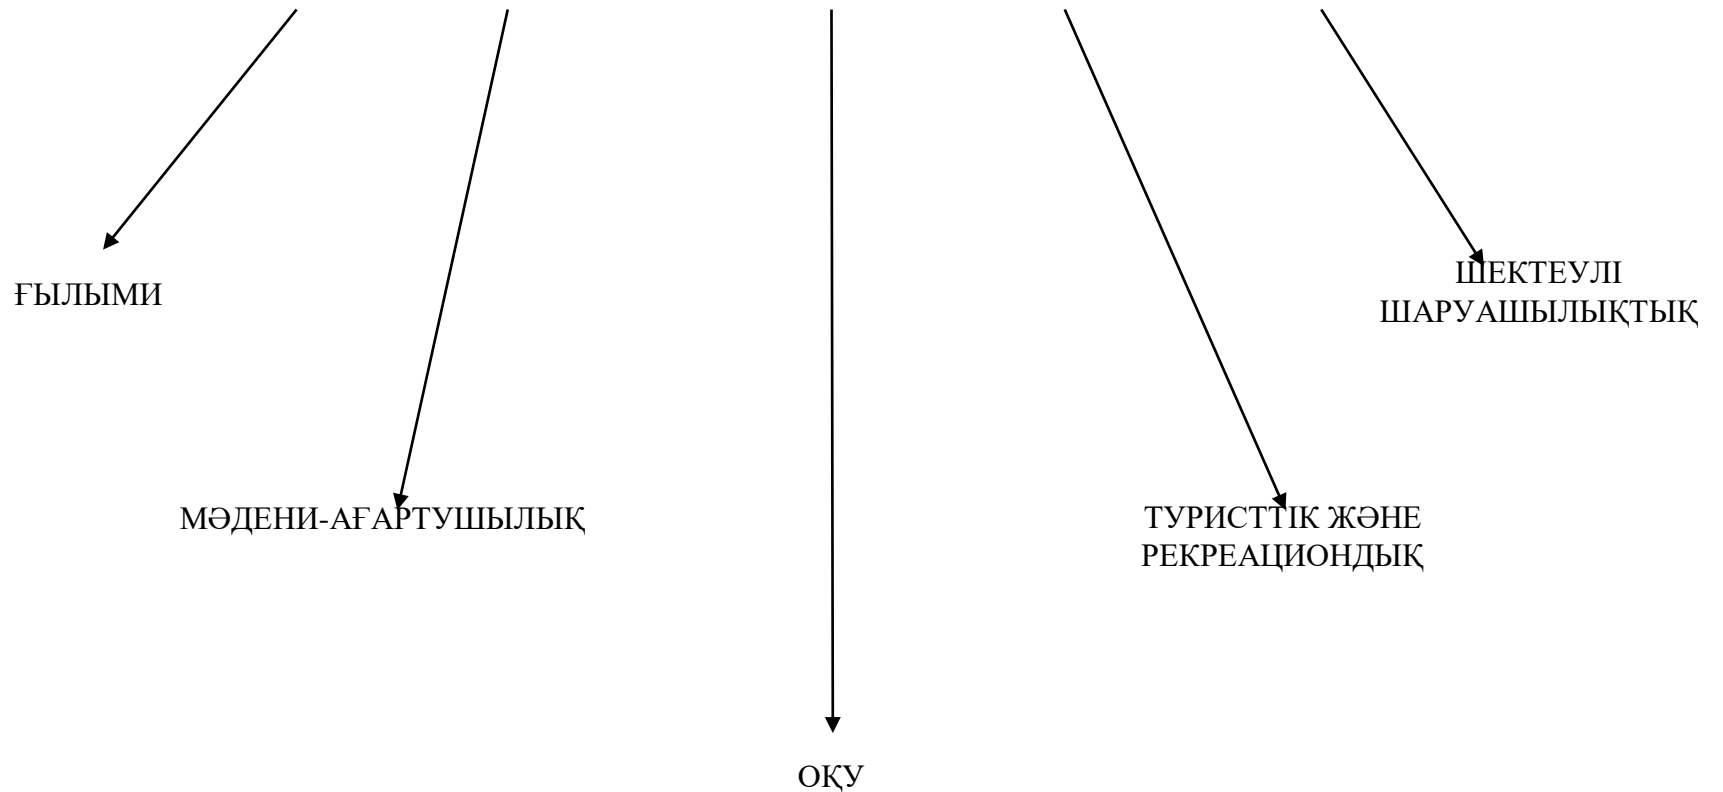 ҒЫЛЫМИ
ШЕКТЕУЛІ
ШАРУАШЫЛЫҚТЫҚ
МӘДЕНИ-АҒАРТУШЫЛЫҚ
ТУРИСТТІК ЖӘНЕ
РЕКРЕАЦИОНДЫҚ
ОҚУ